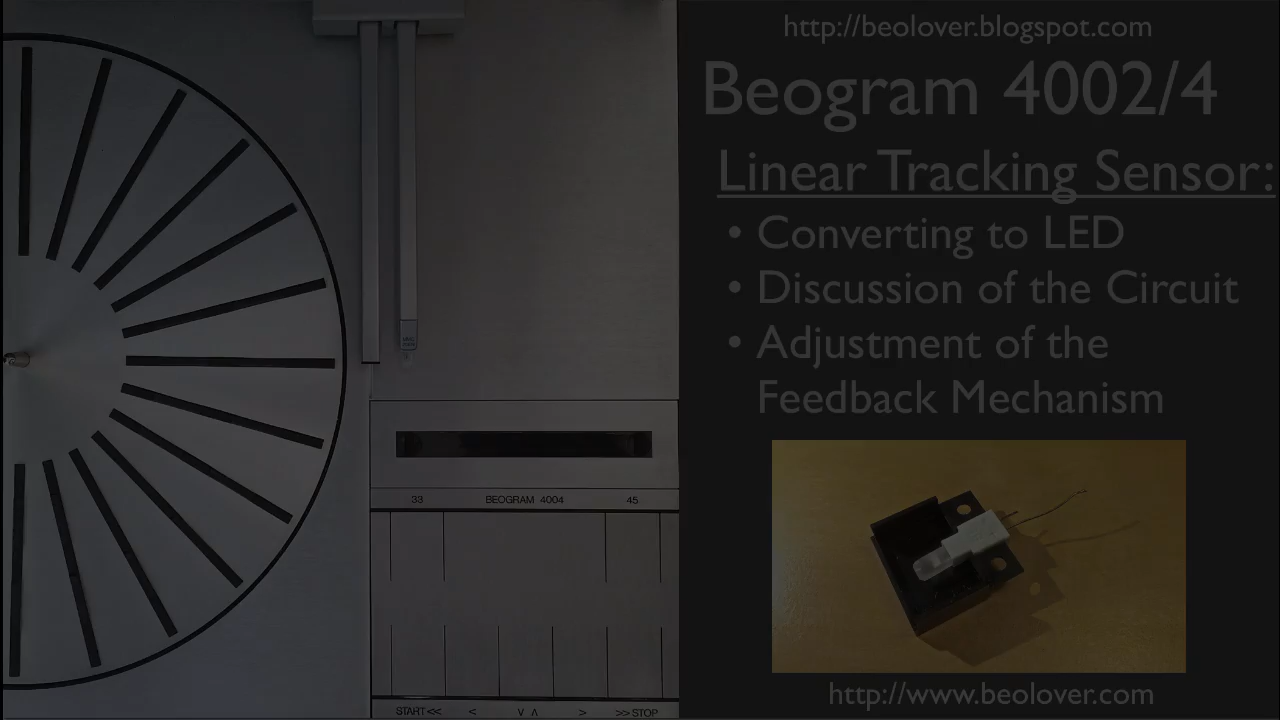 http://beolover.blogspot.com
Beogram 4002/4
Linear Tracking Sensor:
• Converting to LED
• Discussion of the Circuit
• Adjustment of the
Feedback Mechanism
http://www.beolover.com
33 BEOGRAM 4004 45
START << < V Λ > >> STOP